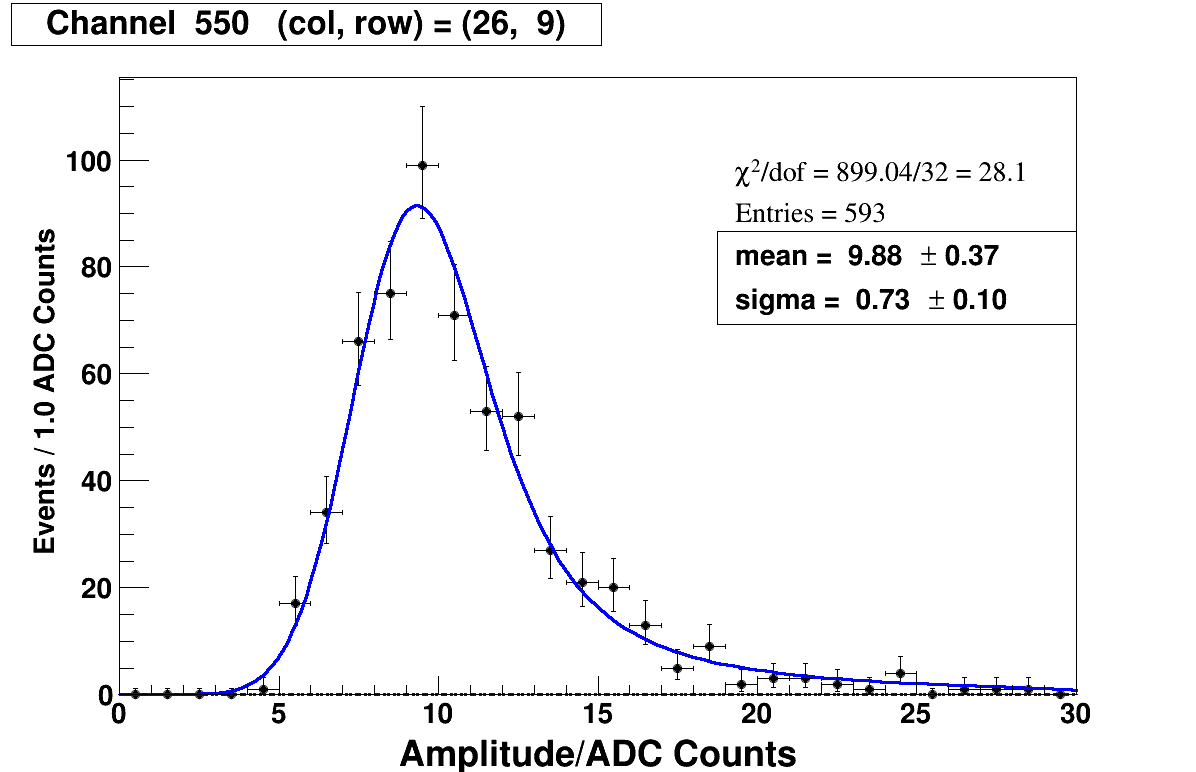 Channel 550 (col, row) = (26, 9)
χ²/dof = 899.04/32 = 28.1
Entries = 593
mean = 9.88 ± 0.37
sigma = 0.73 ± 0.10
Events / 1.0 ADC Counts
100
80
60
40
20
0
0 5 10 15 20 25 30
Amplitude/ADC Counts